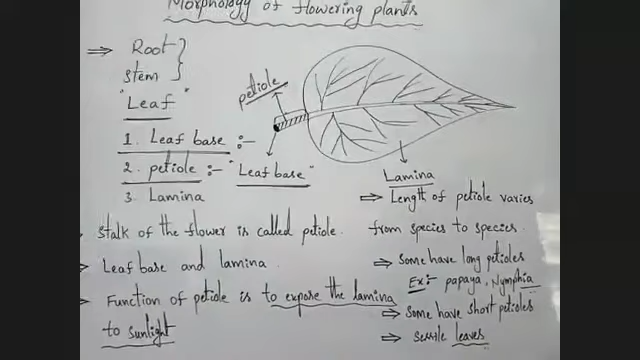 Morphology of flowering plants
⇒ Root
Stem
"Leaf"
1. Leaf base :-
2. petiole :-
3. Lamina
petiole
"Leaf base"
Lamina
stalk of the flower is called petiole.
Leaf base and lamina.
Function of petiole is to expose the lamina
to sunlight
⇒ Length of petiole varies
from species to species.
⇒ Some have long petioles
Ex:- papaya, Nymphia
⇒ Some have short petioles
⇒ sessile leaves